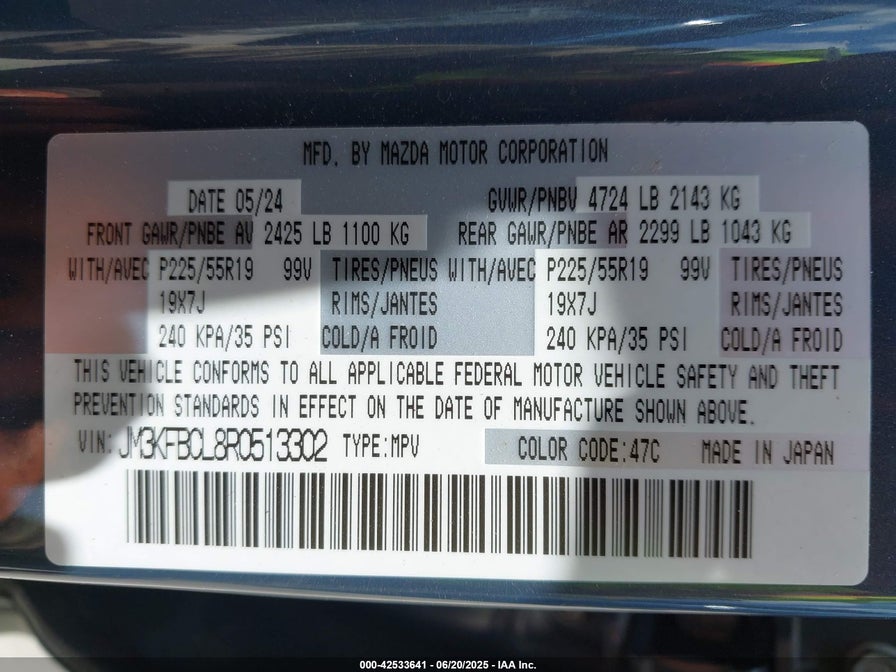 MFD. BY MAZDA MOTOR CORPORATION
DATE 05/24 GVWR/PNBV 4724 LB 2143 KG
FRONT GAWR/PNBE AV 2425 LB 1100 KG REAR GAWR/PNBE AR 2299 LB 1043 KG
WITH/AVEC P225/55R19 99V TIRES/PNEUS WITH/AVEC P225/55R19 99V TIRES/PNEUS
19X7J RIMS/JANTES 19X7J RIMS/JANTES
240 KPA/35 PSI COLD/A FROID 240 KPA/35 PSI COLD/A FROID
THIS VEHICLE CONFORMS TO ALL APPLICABLE FEDERAL MOTOR VEHICLE SAFETY AND THEFT
PREVENTION STANDARDS IN EFFECT ON THE DATE OF MANUFACTURE SHOWN ABOVE.
VIN: JM3KFBCL8R0513302 TYPE:MPV COLOR CODE:47C MADE IN JAPAN
000-42533641 / 06/20/2025 - IAA Inc.